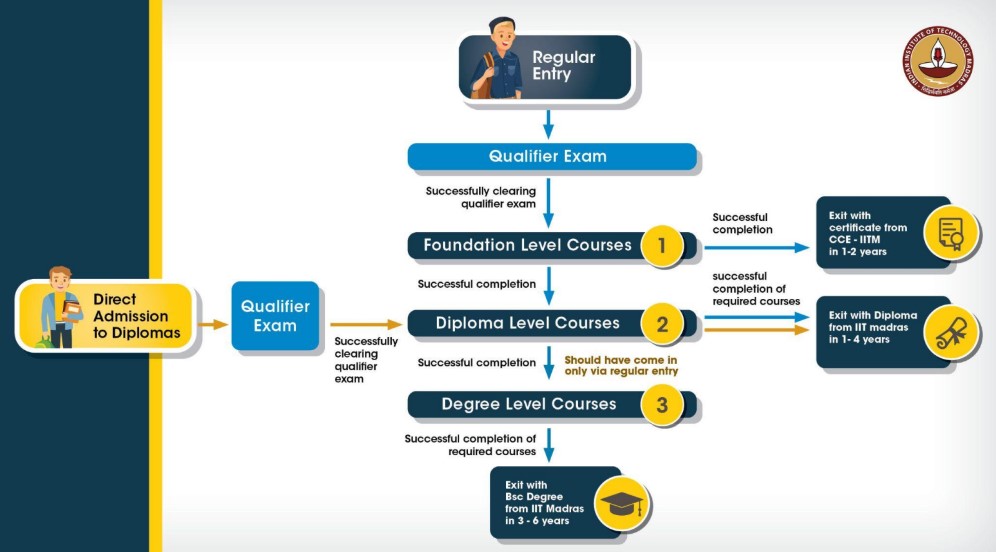 Regular
Entry
INDIAN INSTITUTE OF TECHNOLOGY MADRAS
Qualifier Exam
Successfully clearing
qualifier exam
Foundation Level Courses
1
Successful
completion
Exit with
certificate from
CCE - IITM
in 1-2 years
Successful completion
successful
completion of
required courses
Direct
Admission
to Diplomas
Qualifier
Exam
Successfully
clearing
qualifier
exam
Diploma Level Courses
2
Exit with Diploma
from IIT madras
in 1- 4 years
Successful completion
Should have come in
only via regular entry
Degree Level Courses
3
Successful completion of
required courses
Exit with
Bsc Degree
from IIT Madras
in 3 - 6 years